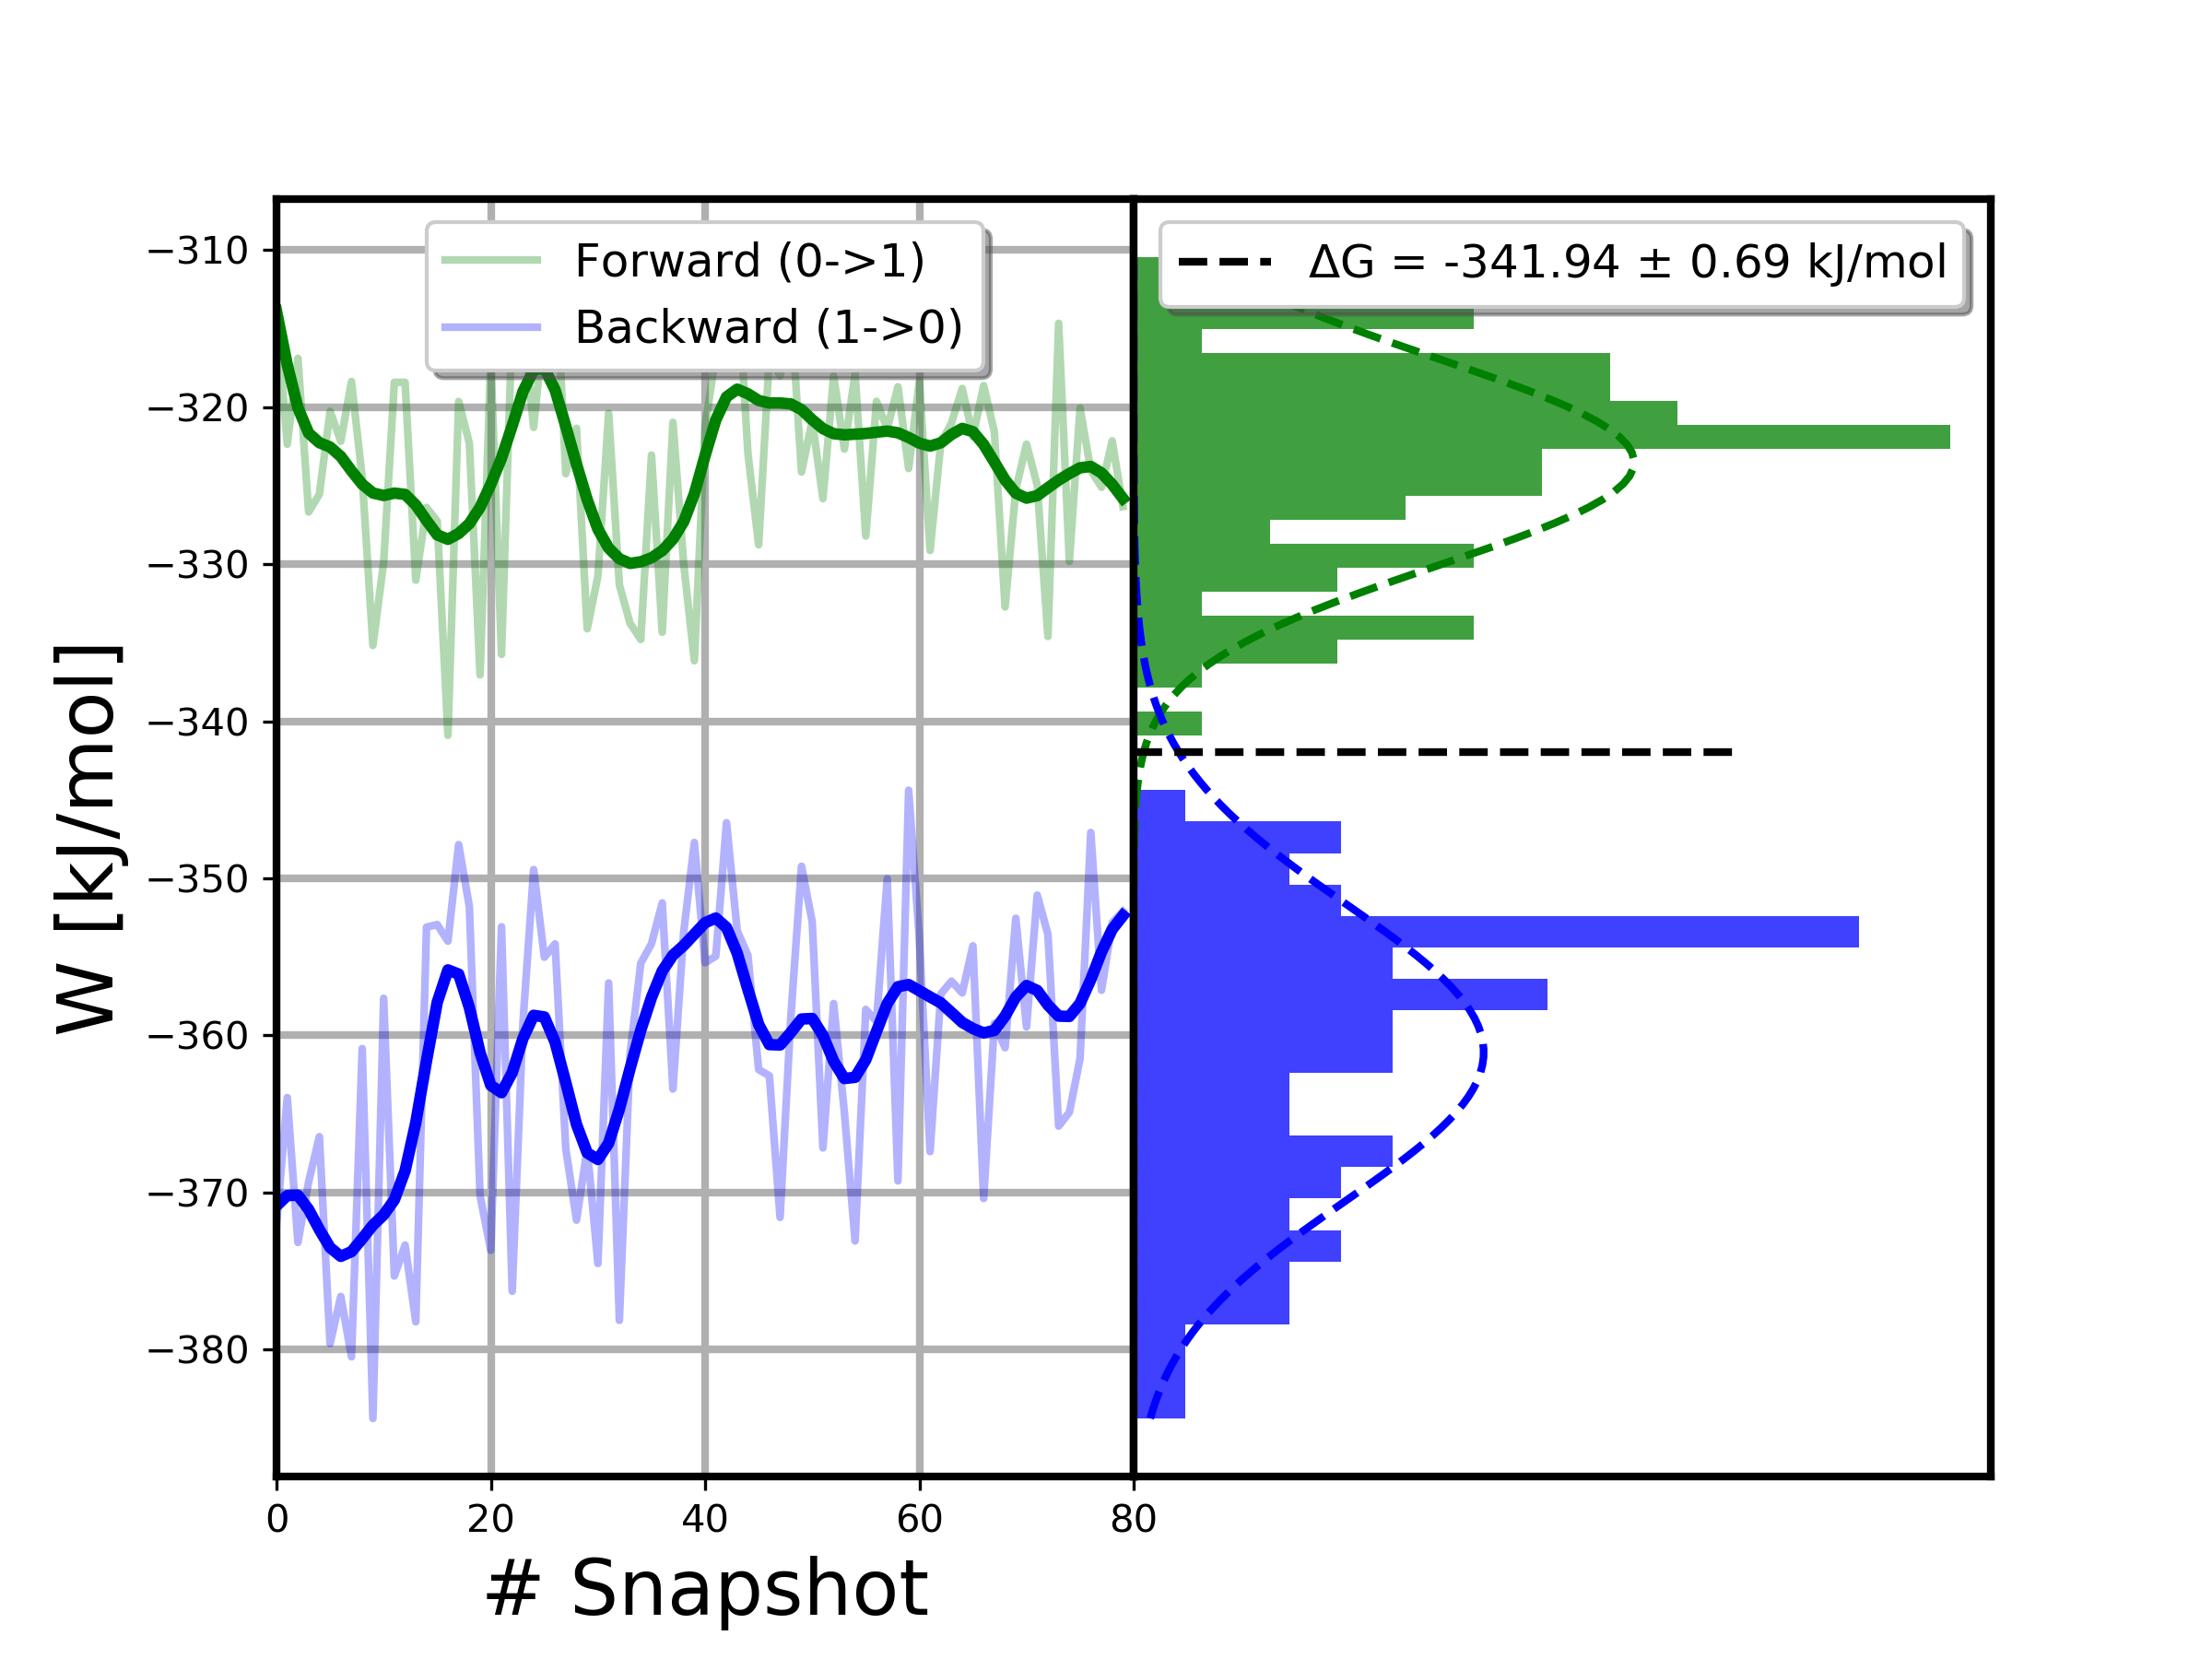 Forward (0->1)
Backward (1->0)
ΔG = -341.94 ± 0.69 kJ/mol
W [kJ/mol]
−310
−320
−330
−340
−350
−360
−370
−380
0 20 40 60 80
# Snapshot